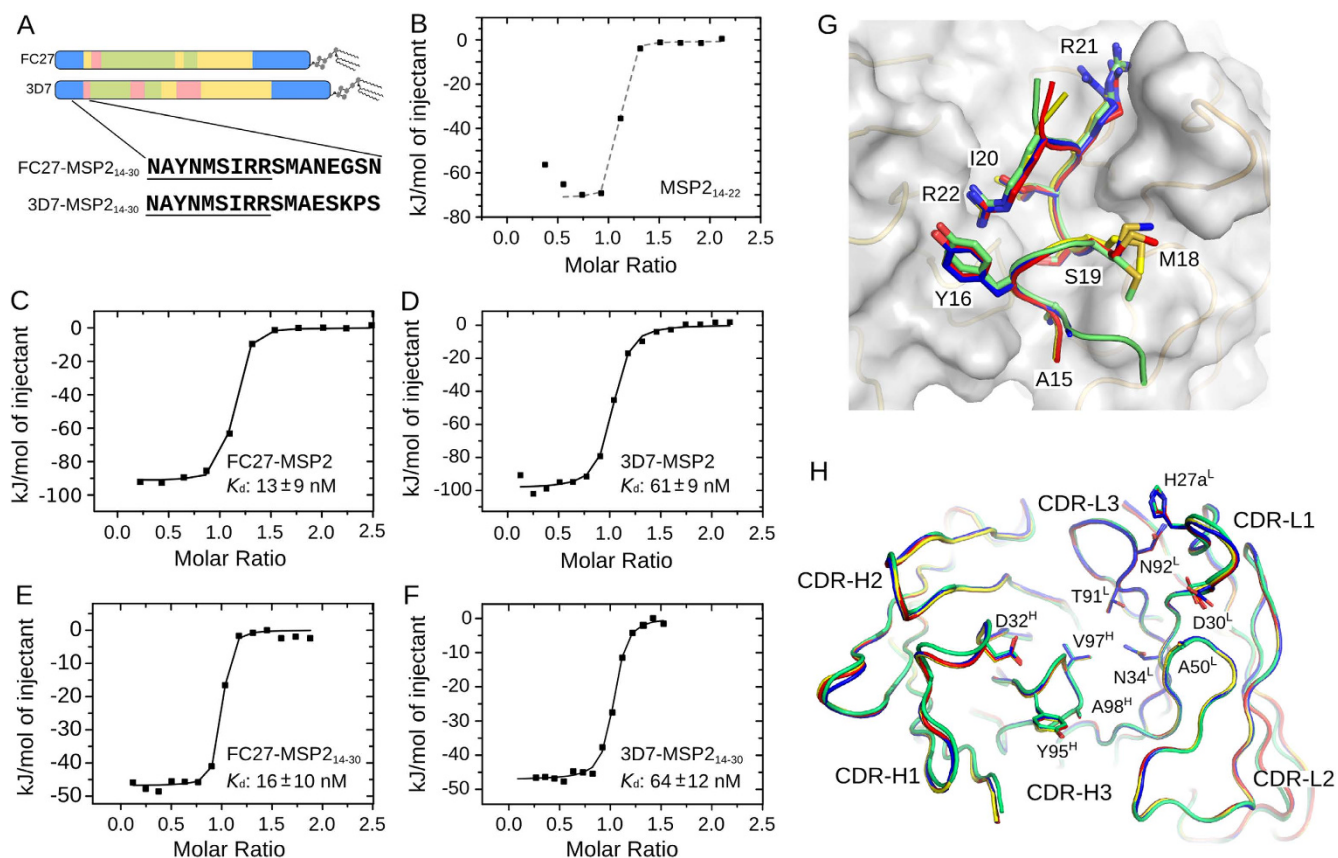 A
FC27
3D7
FC27-MSP2₁₄₋₃₀ NAYNMSIRRSMANEGSN
3D7-MSP2₁₄₋₃₀ NAYNMSIRRSMAESKPS
B
kJ/mol of injectant
0
-20
-40
-60
-80
MSP2₁₄₋₂₂
0.0 0.5 1.0 1.5 2.0 2.5
Molar Ratio
C
kJ/mol of injectant
0
-20
-40
-60
-80
-100
FC27-MSP2
Kd: 13 ± 9 nM
0.0 0.5 1.0 1.5 2.0 2.5
Molar Ratio
D
kJ/mol of injectant
0
-20
-40
-60
-80
-100
3D7-MSP2
Kd: 61 ± 9 nM
0.0 0.5 1.0 1.5 2.0 2.5
Molar Ratio
E
kJ/mol of injectant
0
-10
-20
-30
-40
-50
FC27-MSP2₁₄₋₃₀
Kd: 16 ± 10 nM
0.0 0.5 1.0 1.5 2.0 2.5
Molar Ratio
F
kJ/mol of injectant
0
-10
-20
-30
-40
-50
3D7-MSP2₁₄₋₃₀
Kd: 64 ± 12 nM
0.0 0.5 1.0 1.5 2.0 2.5
Molar Ratio
G
R21
I20
R22
M18
S19
Y16
A15
H
H27aᴸ
CDR-L3
CDR-L1
N92ᴸ
CDR-H2
T91ᴸ
D30ᴸ
D32ᴴ
V97ᴴ
N34ᴸ
A50ᴸ
A98ᴴ
Y95ᴴ
CDR-H1
CDR-H3
CDR-L2